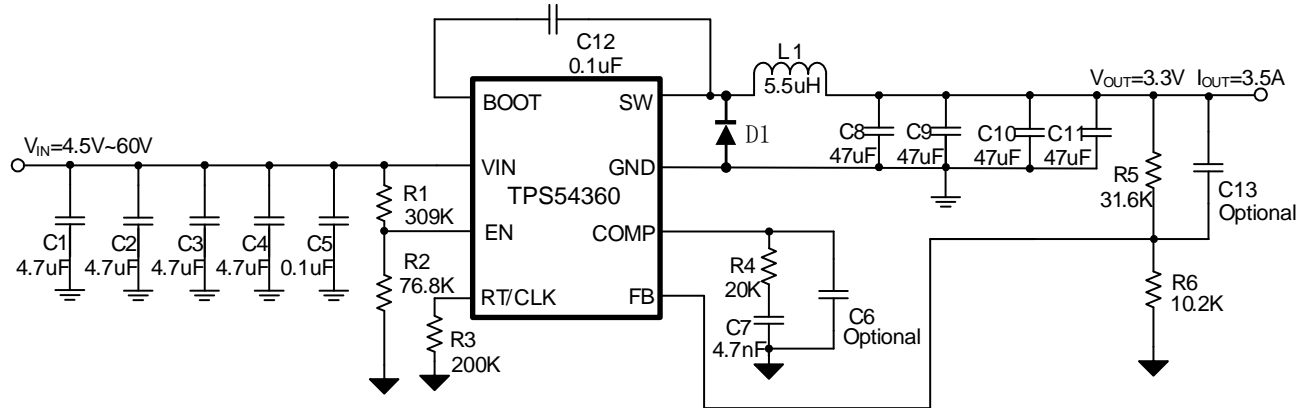 C12
0.1uF
L1
5.5uH
VOUT=3.3V IOUT=3.5A
BOOT
SW
D1
C8
47uF
C9
47uF
C10
47uF
C11
47uF
VIN=4.5V~60V
VIN
GND
TPS54360
R1
309K
R5
31.6K
C13
Optional
C1
4.7uF
C2
4.7uF
C3
4.7uF
C4
4.7uF
C5
0.1uF
EN
COMP
R2
76.8K
R4
20K
RT/CLK
FB
R6
10.2K
C6
Optional
C7
4.7nF
R3
200K